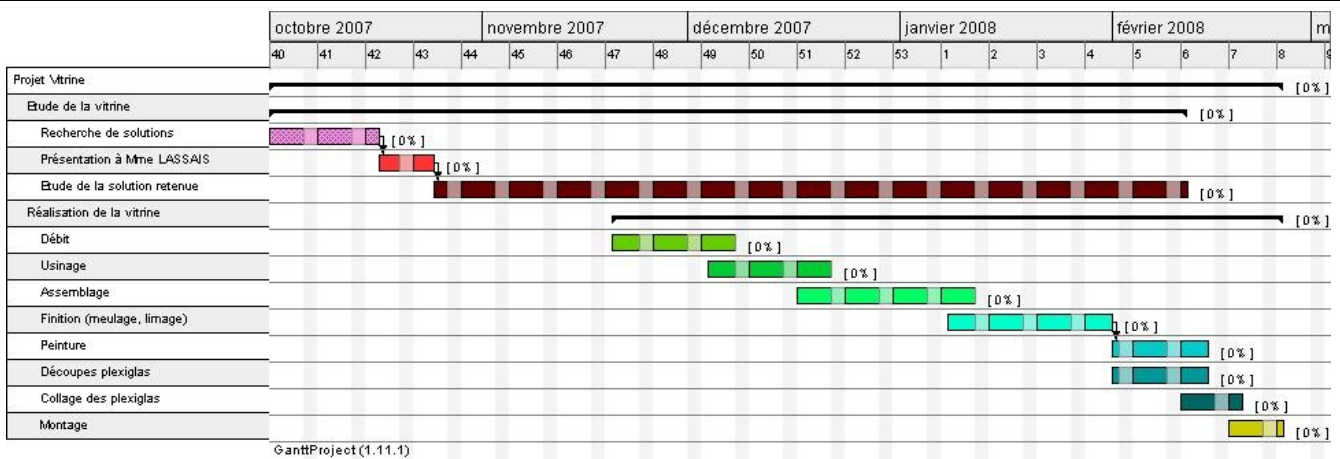 octobre 2007 novembre 2007 décembre 2007 janvier 2008 février 2008 m
40 41 42 43 44 45 46 47 48 49 50 51 52 53 1 2 3 4 5 6 7 8 9
Projet Vitrine [0%]
Etude de la vitrine [0%]
Recherche de solutions [0%]
Présentation à Mme LASSAIS [0%]
Etude de la solution retenue [0%]
Réalisation de la vitrine [0%]
Débit [0%]
Usinage [0%]
Assemblage [0%]
Finition (meulage, limage) [0%]
Peinture [0%]
Découpes plexiglas [0%]
Collage des plexiglas [0%]
Montage [0%]
GanttProject (1.11.1)